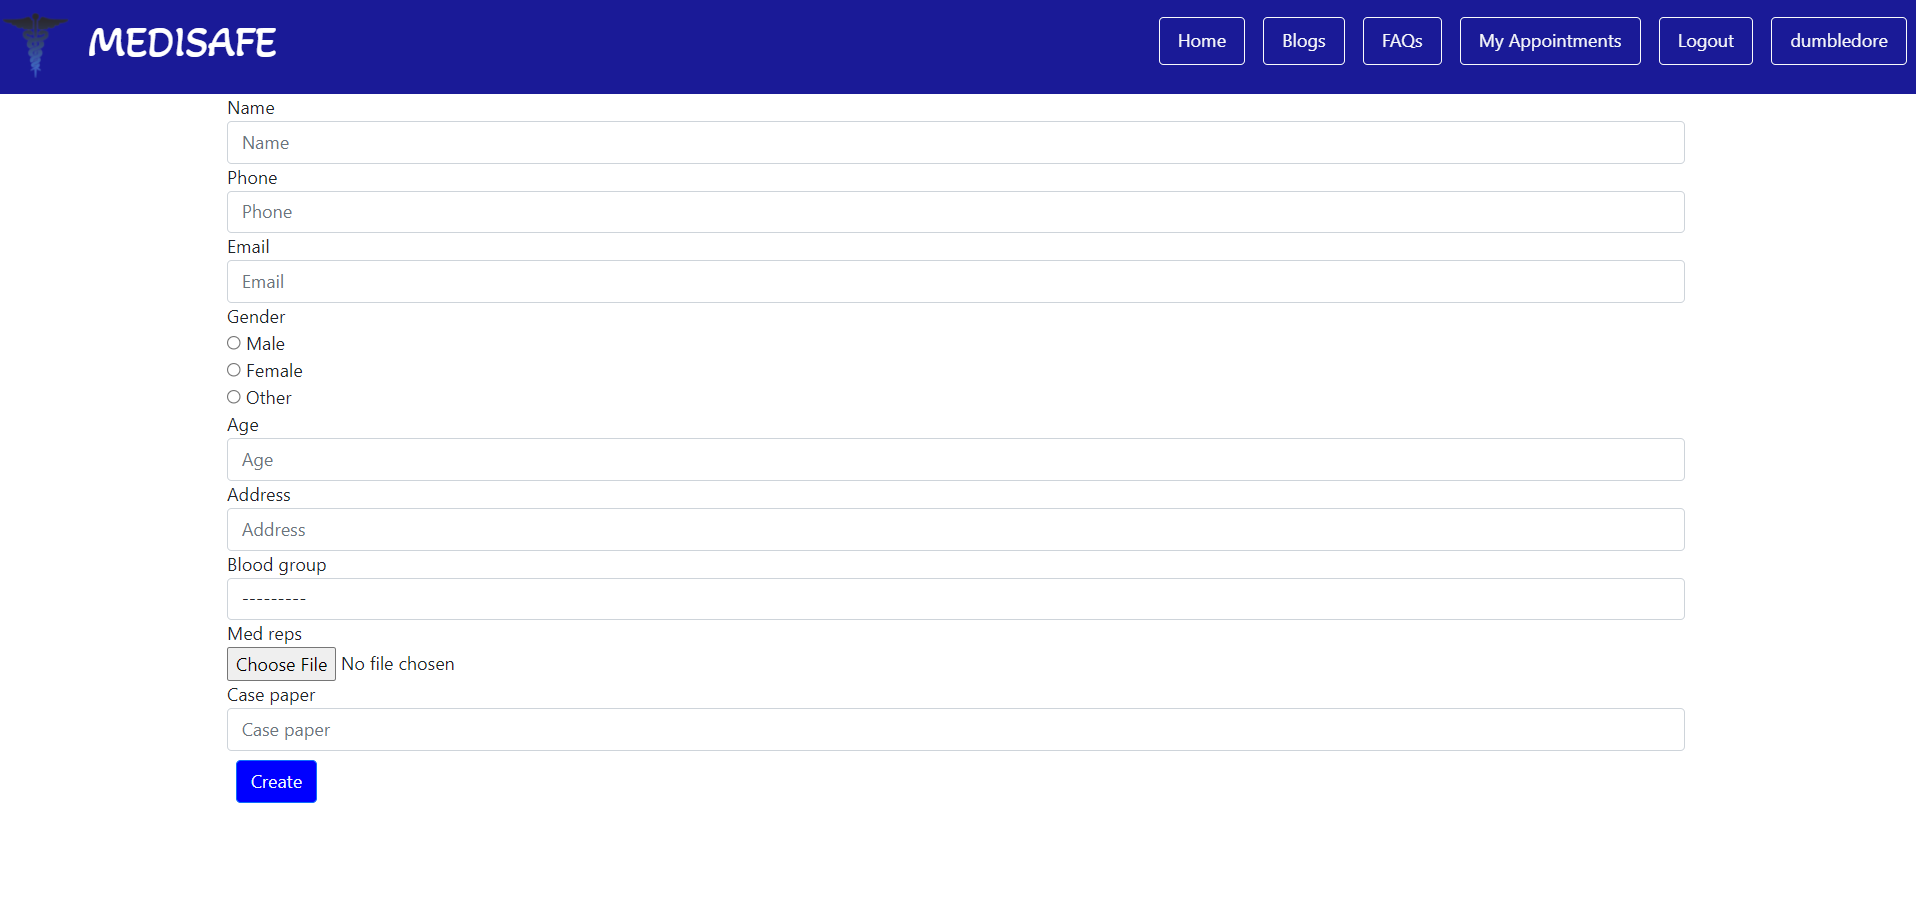 MEDISAFE Home Blogs FAQs My Appointments Logout dumbledore
Name
Name
Phone
Phone
Email
Email
Gender
Male
Female
Other
Age
Age
Address
Address
Blood group
---------
Med reps
Choose File No file chosen
Case paper
Case paper
Create